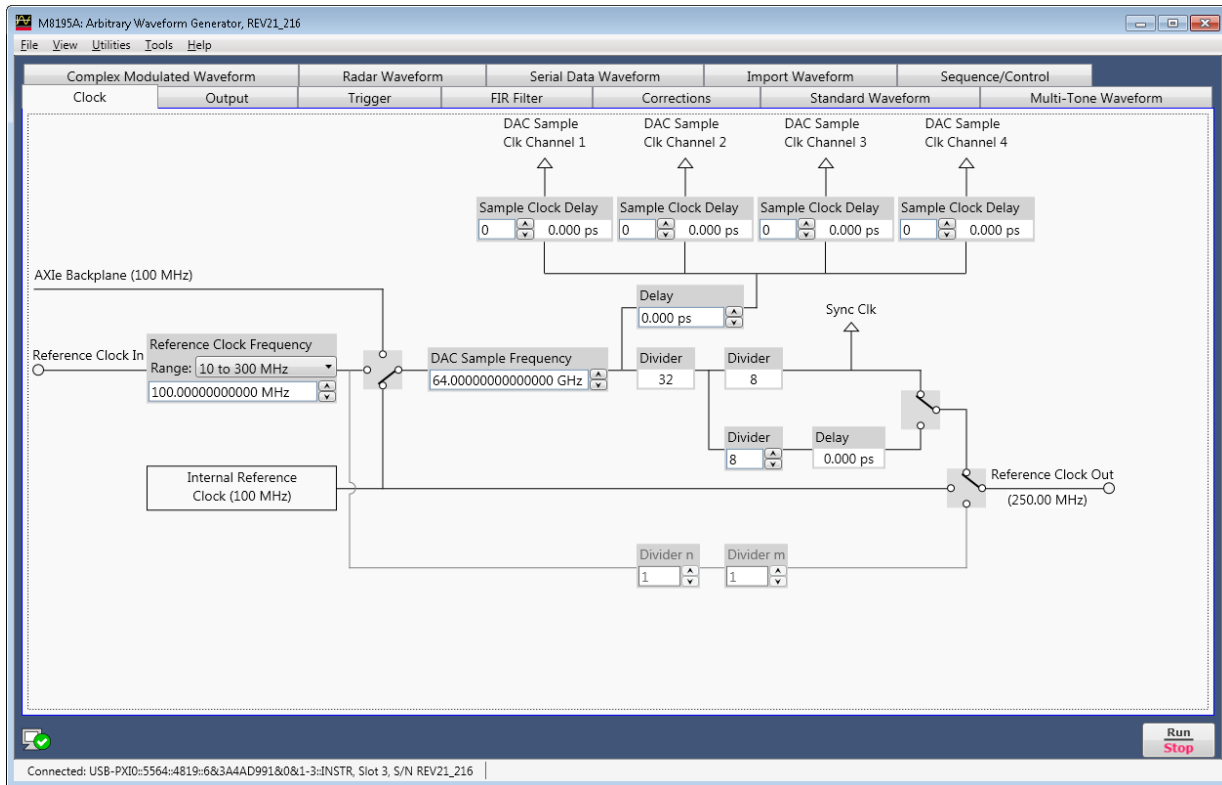 M8195A: Arbitrary Waveform Generator, REV21_216
File View Utilities Tools Help
Complex Modulated Waveform Radar Waveform Serial Data Waveform Import Waveform Sequence/Control
Clock Output Trigger FIR Filter Corrections Standard Waveform Multi-Tone Waveform
DAC Sample DAC Sample DAC Sample DAC Sample
Clk Channel 1 Clk Channel 2 Clk Channel 3 Clk Channel 4
Sample Clock Delay Sample Clock Delay Sample Clock Delay Sample Clock Delay
0 0.000 ps 0 0.000 ps 0 0.000 ps 0 0.000 ps
AXIe Backplane (100 MHz)
Delay
0.000 ps
Sync Clk
Reference Clock In
Reference Clock Frequency
Range: 10 to 300 MHz
100.00000000000 MHz
DAC Sample Frequency
64.00000000000000 GHz
Divider Divider
32 8
Divider Delay
8 0.000 ps
Internal Reference
Clock (100 MHz)
Reference Clock Out
(250.00 MHz)
Divider n Divider m
1 1
Run
Stop
Connected: USB-PXI0::5564::4819::6&3A4AD991&0&1-3::INSTR, Slot 3, S/N REV21_216